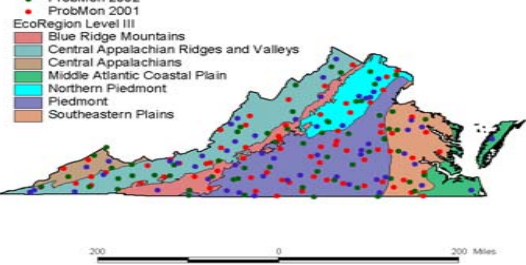 ProbMon 2002
ProbMon 2001
EcoRegion Level III
Blue Ridge Mountains
Central Appalachian Ridges and Valleys
Central Appalachians
Middle Atlantic Coastal Plain
Northern Piedmont
Piedmont
Southeastern Plains
200 0 200 Miles